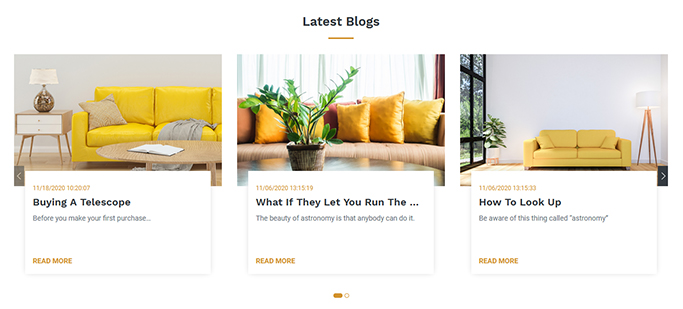 Latest Blogs
11/18/2020 10:20:07
Buying A Telescope
Before you make your first purchase...
READ MORE
11/06/2020 13:15:19
What If They Let You Run The ...
The beauty of astronomy is that anybody can do it.
READ MORE
11/06/2020 13:15:33
How To Look Up
Be aware of this thing called "astronomy"
READ MORE